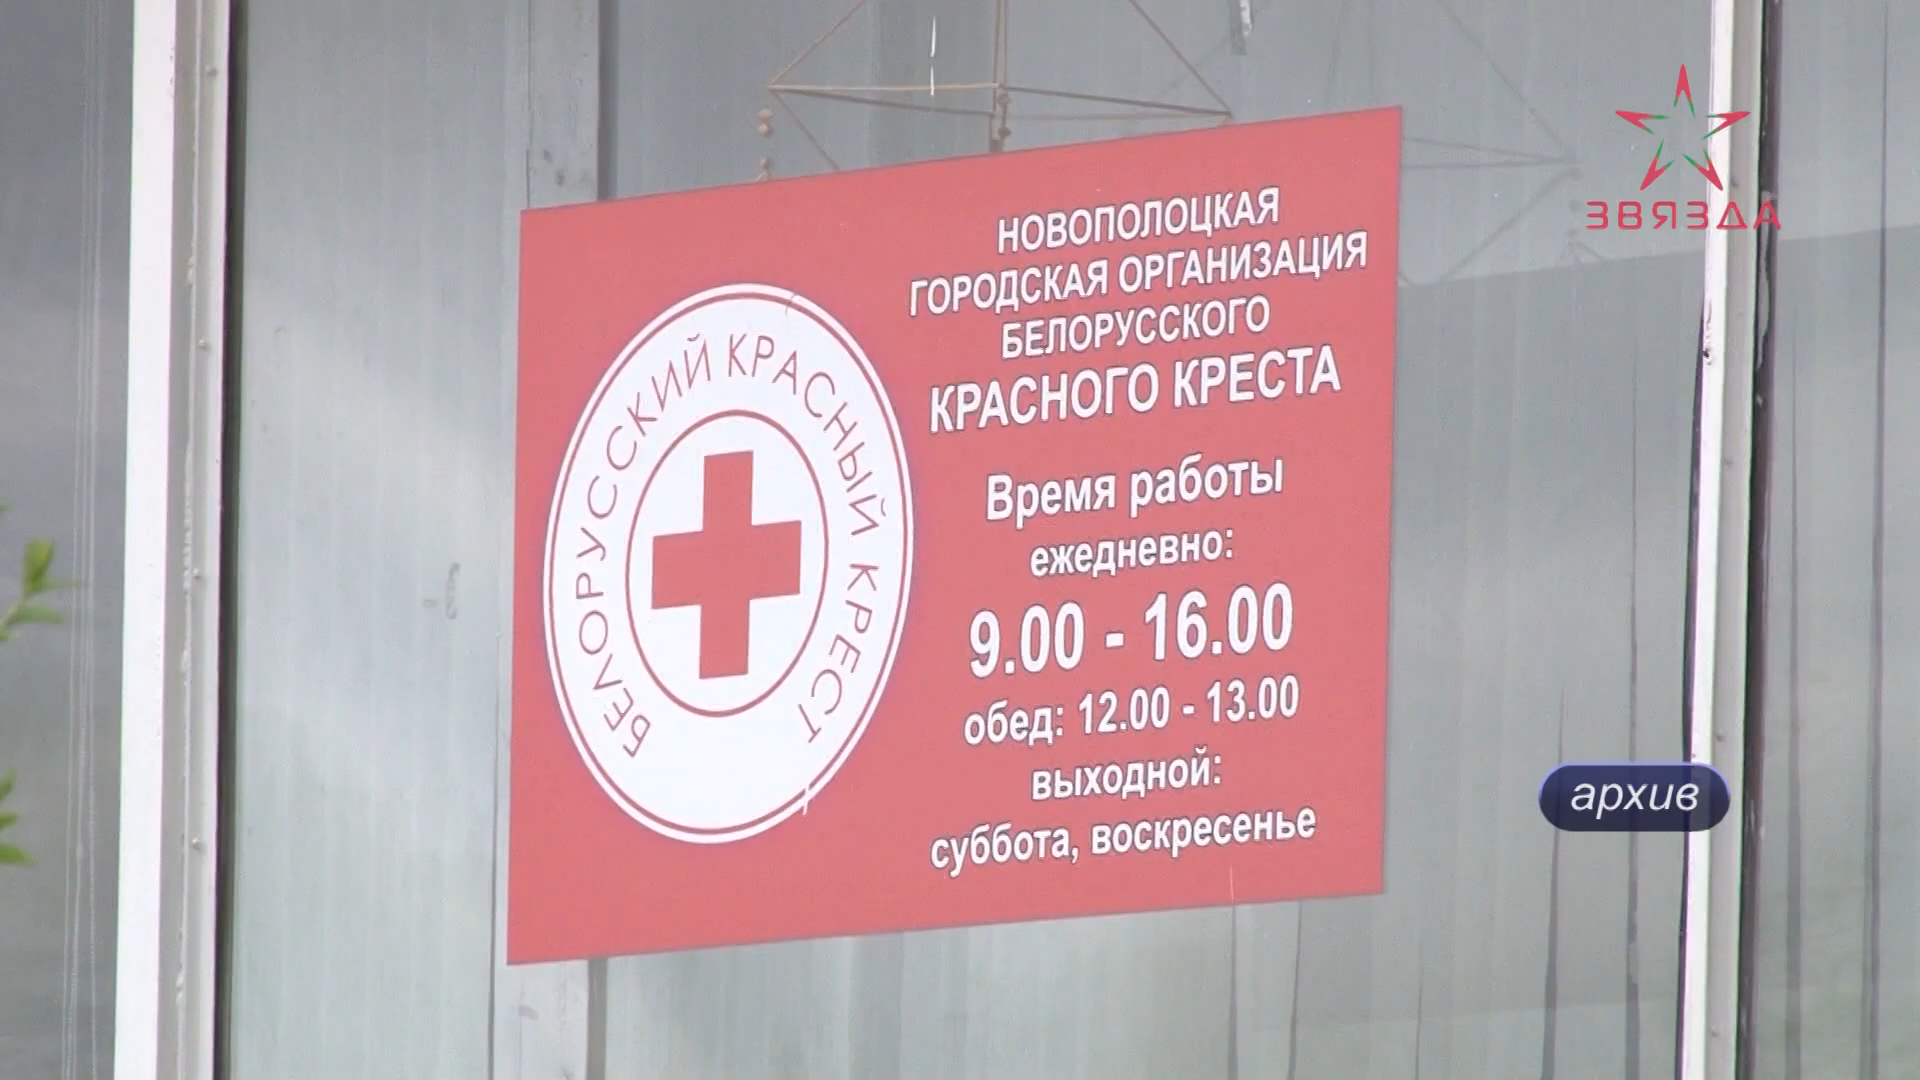 ЗВЯЗДА
НОВОПОЛОЦКАЯ
ГОРОДСКАЯ ОРГАНИЗАЦИЯ
БЕЛОРУССКОГО
КРАСНОГО КРЕСТА
БЕЛОРУССКИЙ КРАСНЫЙ КРЕСТ
Время работы
ежедневно:
9.00 - 16.00
обед: 12.00 - 13.00
выходной:
суббота, воскресенье
архив